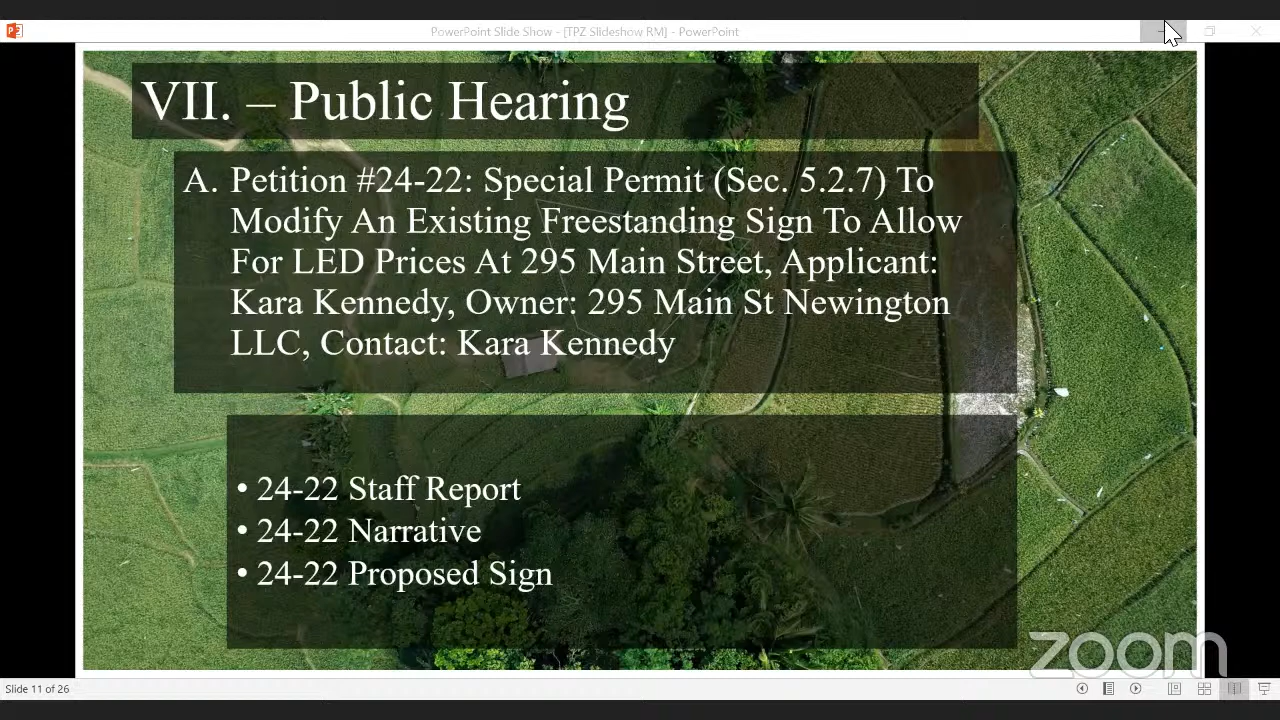 PowerPoint Slide Show - [TPZ Slideshow RM] - PowerPoint
VII. – Public Hearing
A. Petition #24-22: Special Permit (Sec. 5.2.7) To
Modify An Existing Freestanding Sign To Allow
For LED Prices At 295 Main Street, Applicant:
Kara Kennedy, Owner: 295 Main St Newington
LLC, Contact: Kara Kennedy
• 24-22 Staff Report
• 24-22 Narrative
• 24-22 Proposed Sign
zoom
Slide 11 of 26